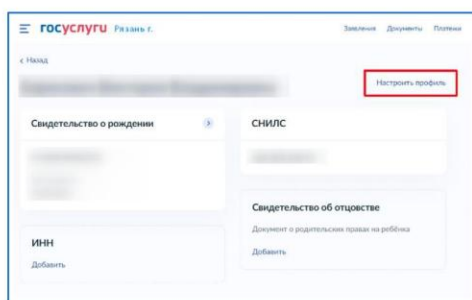 госуслуги Рязань г.
Заявления Документы Платежи
< Назад
Настроить профиль
Свидетельство о рождении
СНИЛС
Свидетельство об отцовстве
Документ о родительских правах на ребёнка
Добавить
ИНН
Добавить